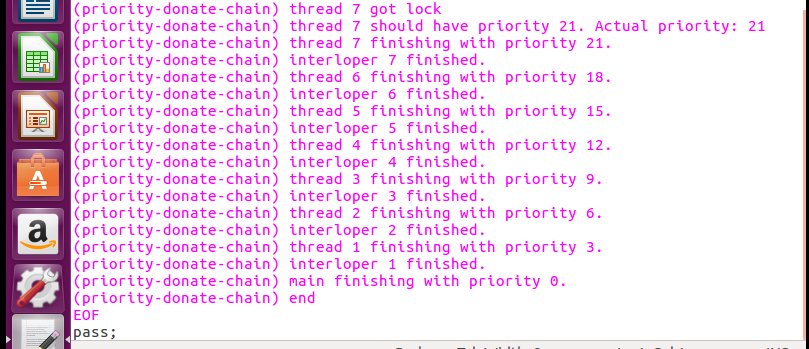 (priority-donate-chain) thread 7 got lock
(priority-donate-chain) thread 7 should have priority 21. Actual priority: 21
(priority-donate-chain) thread 7 finishing with priority 21.
(priority-donate-chain) interloper 7 finished.
(priority-donate-chain) thread 6 finishing with priority 18.
(priority-donate-chain) interloper 6 finished.
(priority-donate-chain) thread 5 finishing with priority 15.
(priority-donate-chain) interloper 5 finished.
(priority-donate-chain) thread 4 finishing with priority 12.
(priority-donate-chain) interloper 4 finished.
(priority-donate-chain) thread 3 finishing with priority 9.
(priority-donate-chain) interloper 3 finished.
(priority-donate-chain) thread 2 finishing with priority 6.
(priority-donate-chain) interloper 2 finished.
(priority-donate-chain) thread 1 finishing with priority 3.
(priority-donate-chain) interloper 1 finished.
(priority-donate-chain) main finishing with priority 0.
(priority-donate-chain) end
EOF
pass;